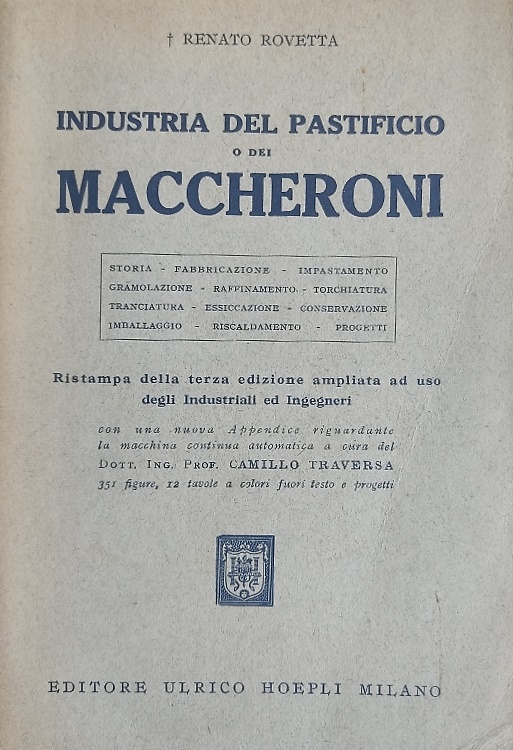 † RENATO ROVETTA
INDUSTRIA DEL PASTIFICIO
O DEI
MACCHERONI
STORIA - FABBRICAZIONE - IMPASTAMENTO
GRAMOLAZIONE - RAFFINAMENTO - TORCHIATURA
TRANCIATURA - ESSICCAZIONE - CONSERVAZIONE
IMBALLAGGIO - RISCALDAMENTO - PROGETTI
Ristampa della terza edizione ampliata ad uso
degli Industriali ed Ingegneri
con una nuova Appendice riguardante
la macchina continua automatica a cura del
DOTT. ING. PROF. CAMILLO TRAVERSA
351 figure, 12 tavole a colori fuori testo e progetti
EDITORE ULRICO HOEPLI MILANO